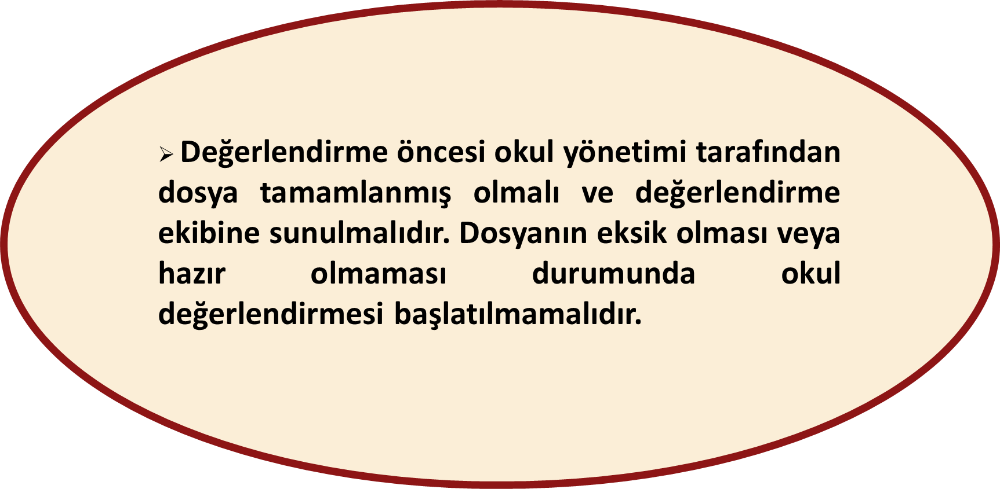 ➢ Değerlendirme öncesi okul yönetimi tarafından
dosya tamamlanmış olmalı ve değerlendirme
ekibine sunulmalıdır. Dosyanın eksik olması veya
hazır olmaması durumunda okul
değerlendirmesi başlatılmamalıdır.